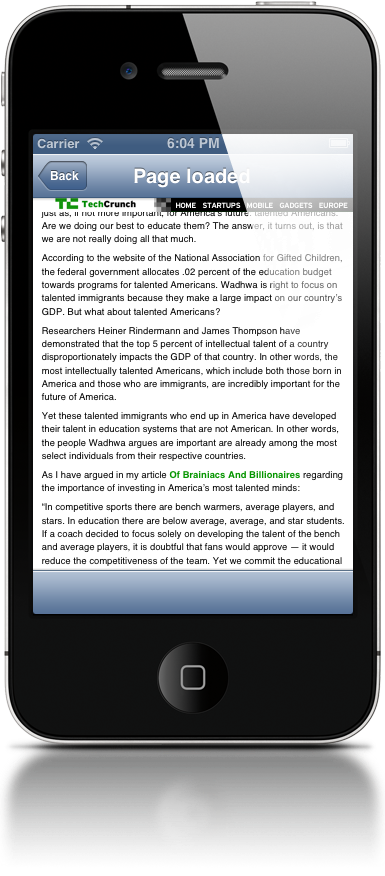 Carrier 6:04 PM
Back Page loaded
TechCrunch HOME STARTUPS MOBILE GADGETS EUROPE
just as, if not more important, for America's future: talented Americans.
Are we doing our best to educate them? The answer, it turns out, is that
we are not really doing all that much.
According to the website of the National Association for Gifted Children,
the federal government allocates .02 percent of the education budget
towards programs for talented Americans. Wadhwa is right to focus on
talented immigrants because they make a large impact on our country's
GDP. But what about talented Americans?
Researchers Heiner Rindermann and James Thompson have
demonstrated that the top 5 percent of intellectual talent of a country
disproportionately impacts the GDP of that country. In other words, the
most intellectually talented Americans, which include both those born in
America and those who are immigrants, are incredibly important for the
future of America.
Yet these talented immigrants who end up in America have developed
their talent in education systems that are not American. In other words,
the people Wadhwa argues are important are already among the most
select individuals from their respective countries.
As I have argued in my article Of Brainiacs And Billionaires regarding
the importance of investing in America's most talented minds:
"In competitive sports there are bench warmers, average players, and
stars. In education there are below average, average, and star students.
If a coach decided to focus solely on developing the talent of the bench
and average players, it is doubtful that fans would approve — it would
reduce the competitiveness of the team. Yet we commit the educational